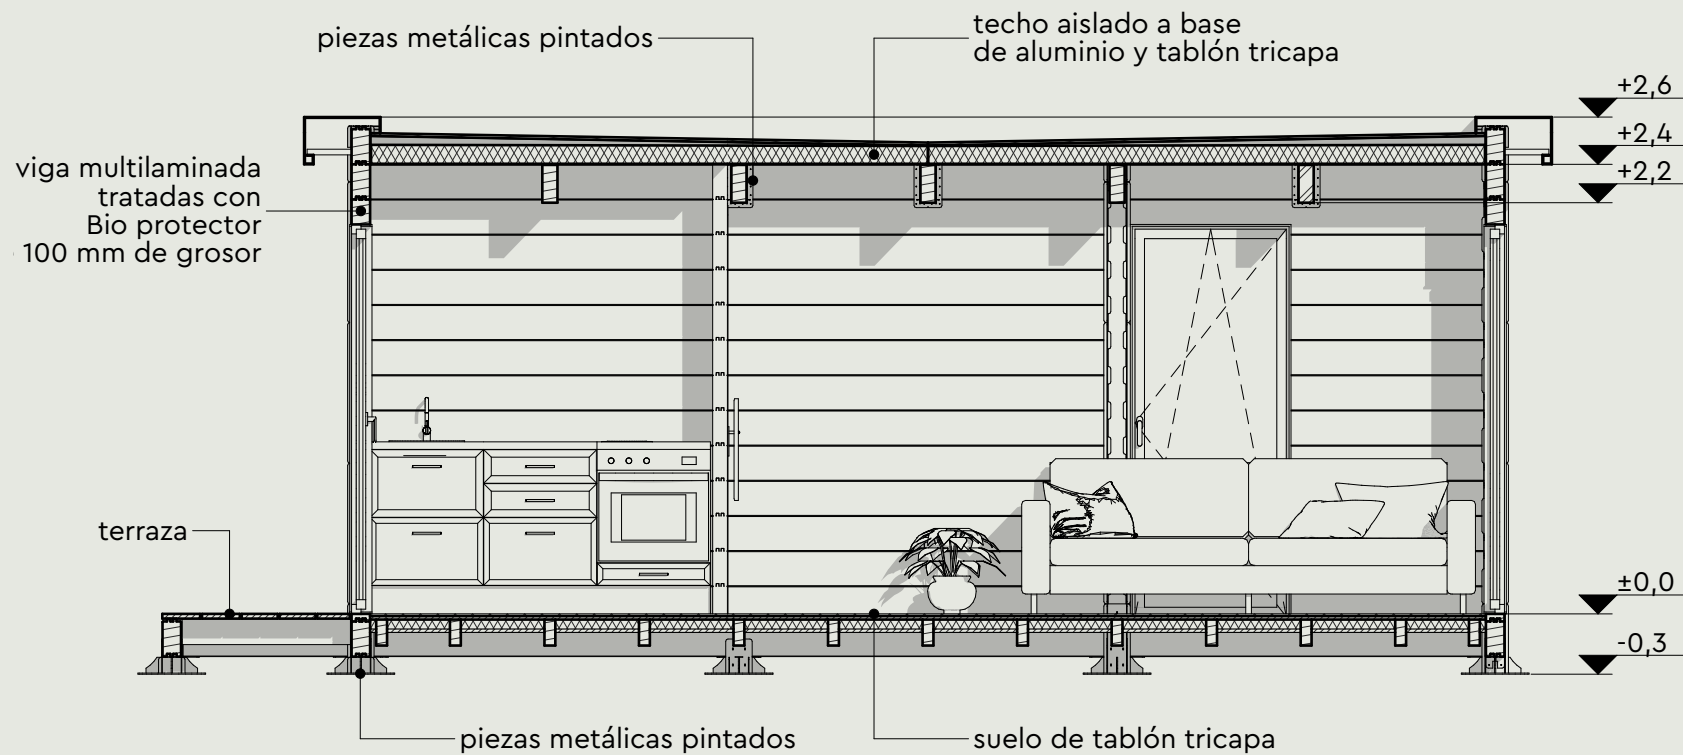 piezas metálicas pintados
techo aislado a base
de aluminio y tablón tricapa
+2,6
+2,4
+2,2
viga multilaminada
tratadas con
Bio protector
100 mm de grosor
terraza
±0,0
-0,3
piezas metálicas pintados
suelo de tablón tricapa